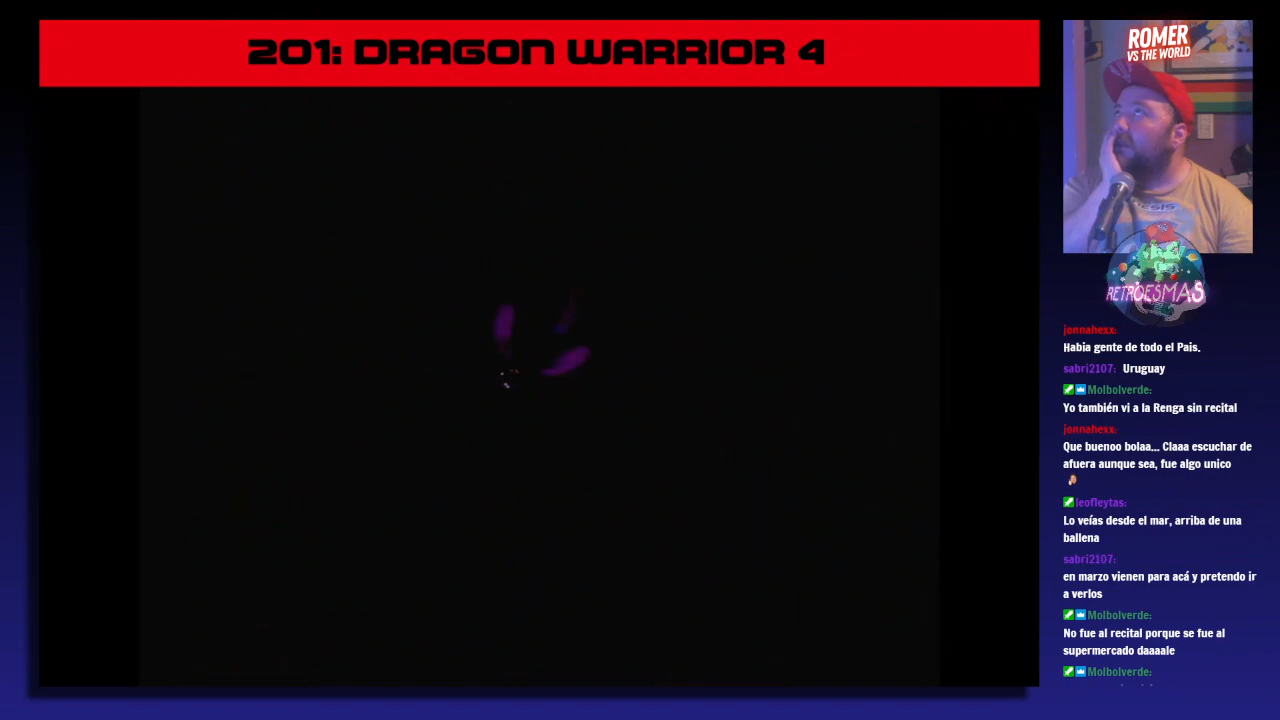 201: DRAGON WARRIOR 4
ROMER
VS THE WORLD
RETROESMAS
jonnahexx:
Habia gente de todo el Pais.
sabri2107: Uruguay
Molbolverde:
Yo también vi a la Renga sin recital
jonnahexx:
Que buenoo bolaa... Claaa escuchar de
afuera aunque sea, fue algo unico
leofleytas:
Lo veías desde el mar, arriba de una
ballena
sabri2107:
en marzo vienen para acá y pretendo ir
a verlos
Molbolverde:
No fue al recital porque se fue al
supermercado daaaale
Molbolverde: